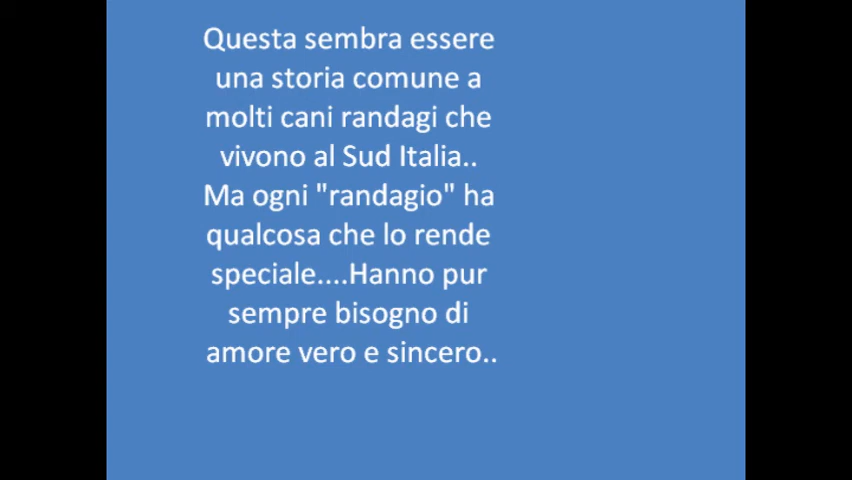 Questa sembra essere
una storia comune a
molti cani randagi che
vivono al Sud Italia..
Ma ogni "randagio" ha
qualcosa che lo rende
speciale....Hanno pur
sempre bisogno di
amore vero e sincero..